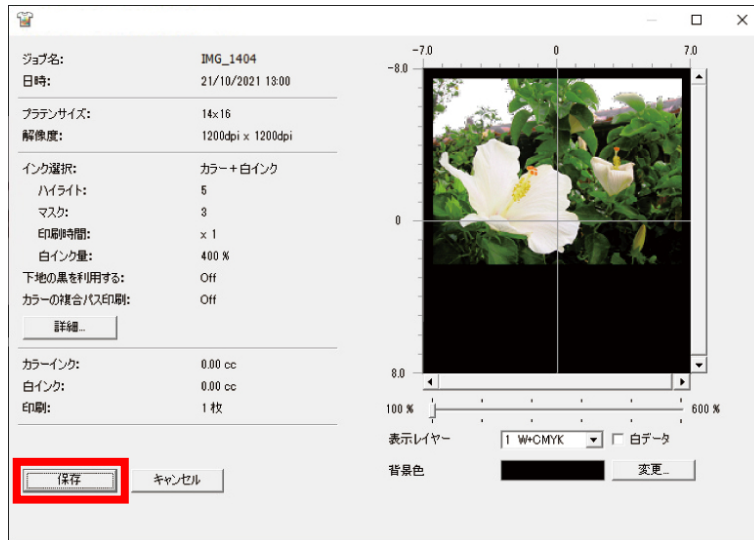 ジョブ名: IMG_1404
日時: 21/10/2021 13:00
プラテンサイズ: 14x16
解像度: 1200dpi x 1200dpi
インク選択: カラー+白インク
ハイライト: 5
マスク: 3
印刷時間: x 1
白インク量: 400 %
下地の黒を利用する: Off
カラーの複合パス印刷: Off
詳細...
カラーインク: 0.00 cc
白インク: 0.00 cc
印刷: 1 枚
保存 キャンセル
-7.0 0 7.0
-8.0
0
8.0
100 % 600 %
表示レイヤー 1 W+CMYK 白データ
背景色 変更...